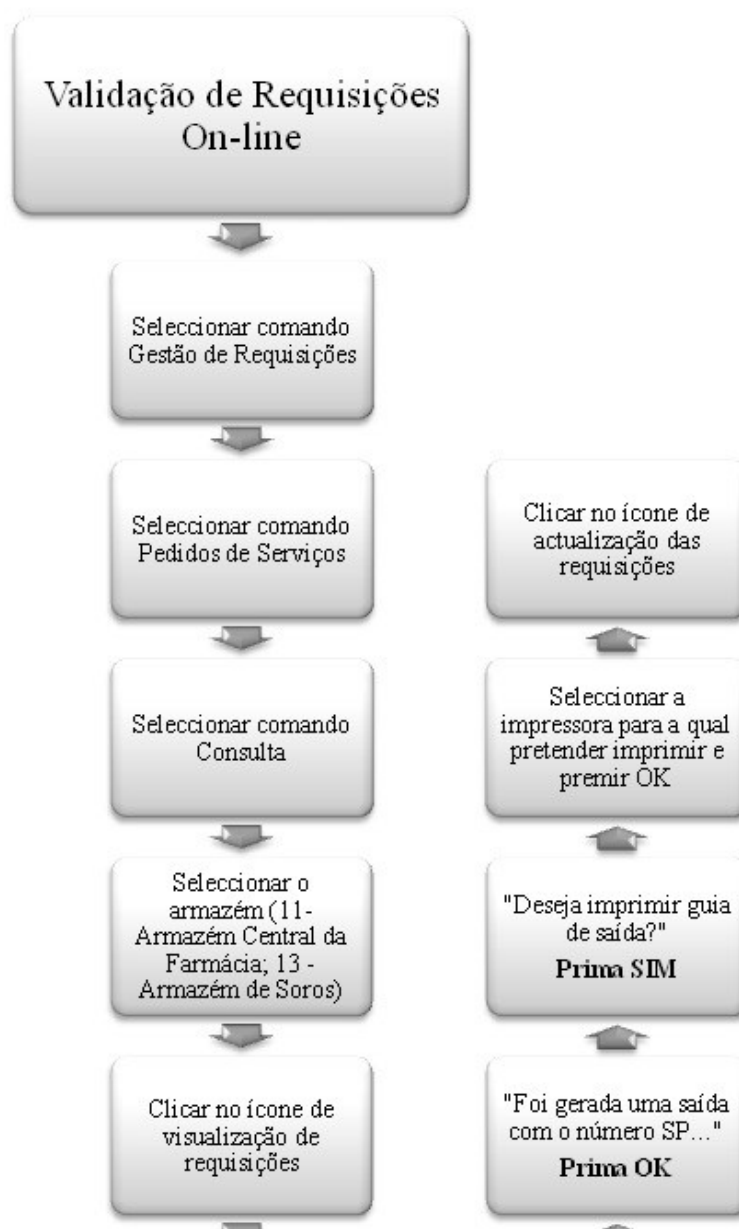 Validação de Requisições
On-line
Seleccionar comando
Gestão de Requisições
Seleccionar comando
Pedidos de Serviços
Seleccionar comando
Consulta
Seleccionar o
armazém (11-
Armazém Central da
Farmácia; 13 -
Armazém de Soros)
Clicar no ícone de
visualização de
requisições
Clicar no ícone de
actualização das
requisições
Seleccionar a
impressora para a qual
pretender imprimir e
premir OK
"Deseja imprimir guia
de saída?"
Prima SIM
"Foi gerada uma saída
com o número SP..."
Prima OK